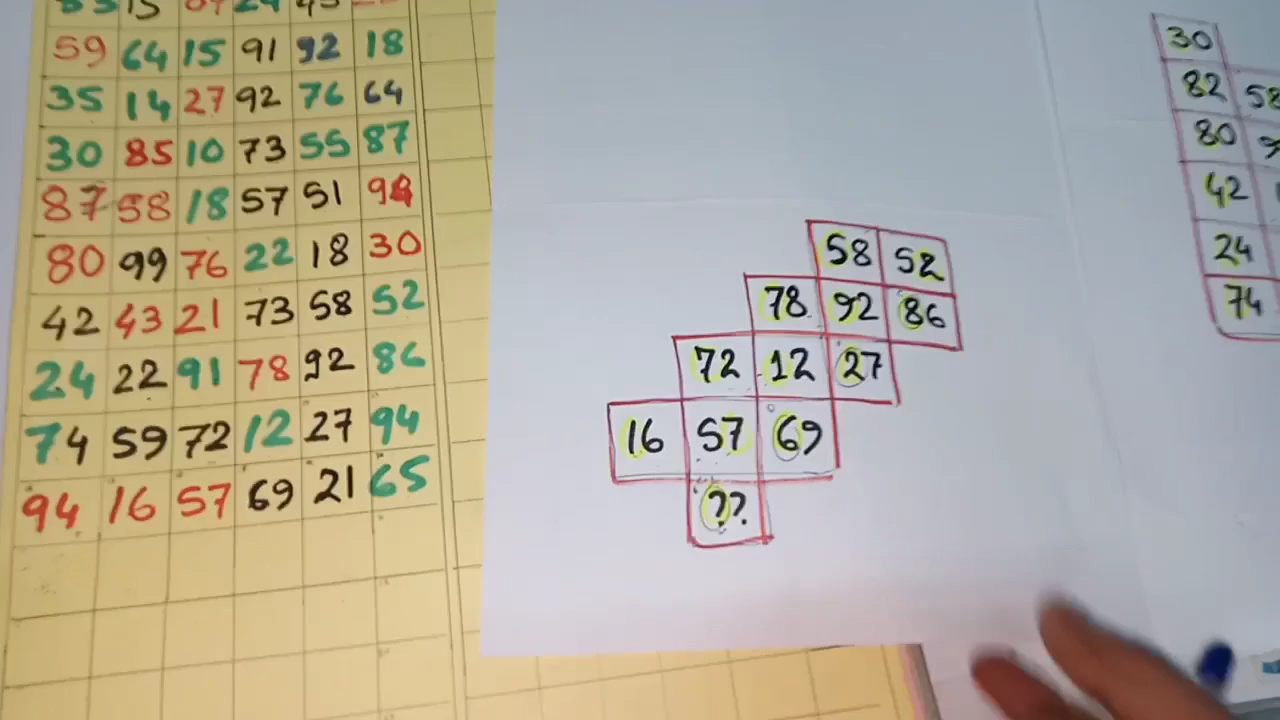 59 64 15 91 92 18
35 14 27 92 76 64
30 85 10 73 55 87
87 58 18 57 51
80 99 76 22 18 30
42 43 21 73 58 52
24 22 91 78 92 86
74 59 72 12 27 94
94 16 57 69 21 65
58 52
78 92 86
72 12 27
16 57 69
??
30
82 58
80
42
24
74